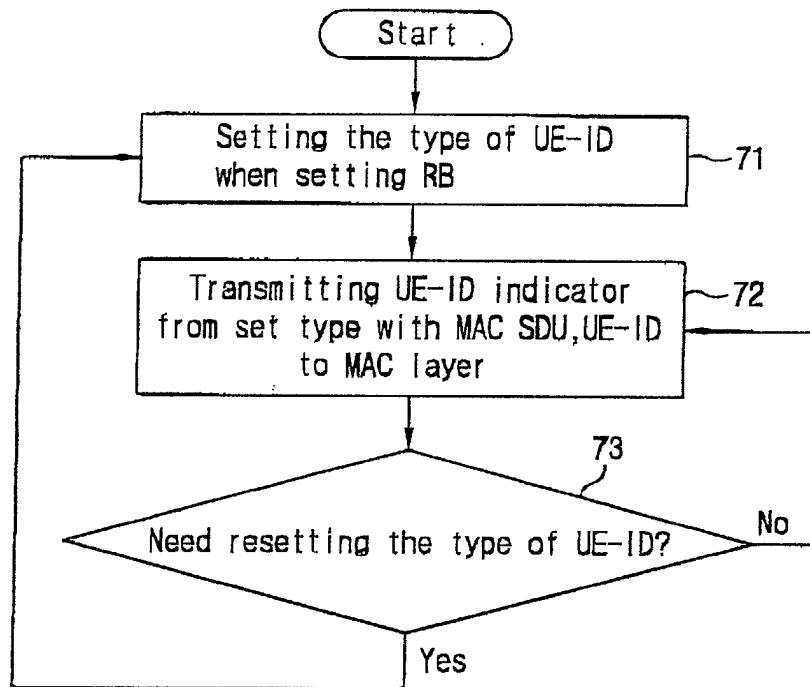 Start
Setting the type of UE-ID
when setting RB
71
Transmitting UE-ID indicator
from set type with MAC SDU,UE-ID
to MAC layer
72
73
Need resetting the type of UE-ID?
No
Yes